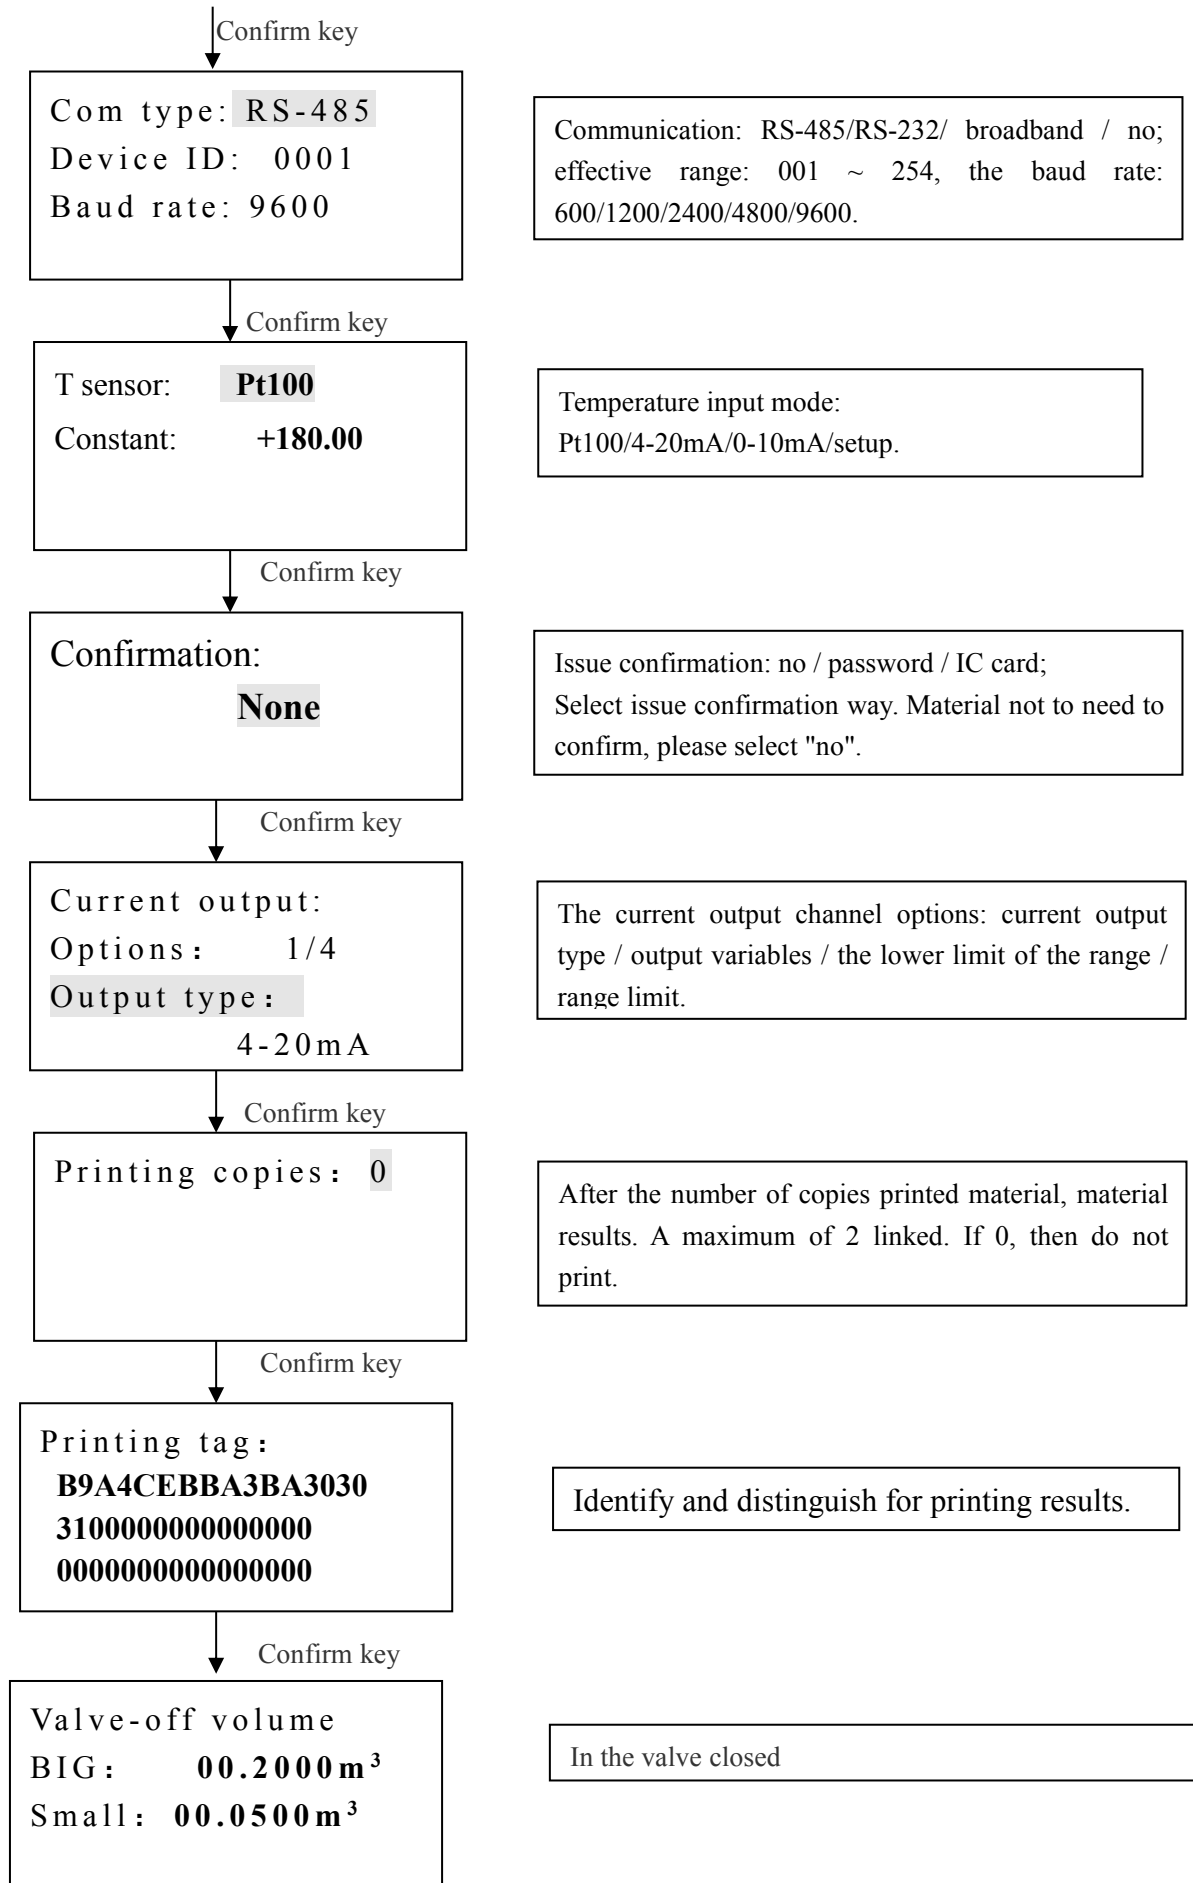 Confirm key
Com type: RS-485
Device ID: 0001
Baud rate: 9600
Communication: RS-485/RS-232/ broadband / no;
effective range: 001 ~ 254, the baud rate:
600/1200/2400/4800/9600.
Confirm key
T sensor: Pt100
Constant: +180.00
Temperature input mode:
Pt100/4-20mA/0-10mA/setup.
Confirm key
Confirmation:
None
Issue confirmation: no / password / IC card;
Select issue confirmation way. Material not to need to
confirm, please select "no".
Confirm key
Current output:
Options： 1/4
Output type：
4-20mA
The current output channel options: current output
type / output variables / the lower limit of the range /
range limit.
Confirm key
Printing copies： 0
After the number of copies printed material, material
results. A maximum of 2 linked. If 0, then do not
print.
Confirm key
Printing tag：
B9A4CEBBA3BA3030
3100000000000000
0000000000000000
Identify and distinguish for printing results.
Confirm key
Valve-off volume
BIG： 00.2000m³
Small： 00.0500m³
In the valve closed